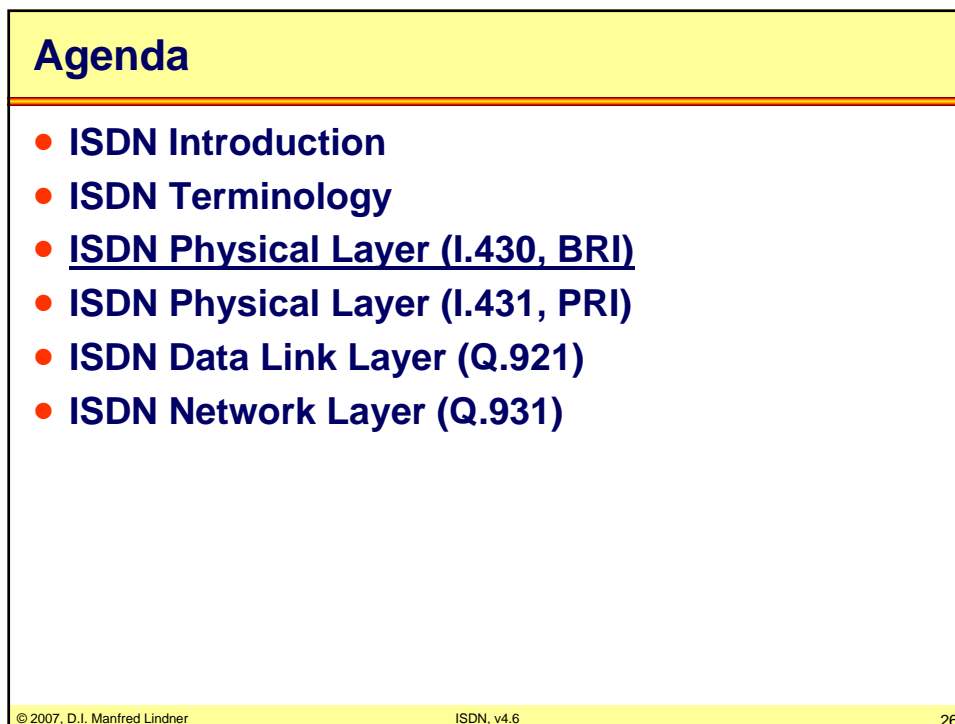 Agenda
ISDN Introduction
ISDN Terminology
ISDN Physical Layer (I.430, BRI)
ISDN Physical Layer (I.431, PRI)
ISDN Data Link Layer (Q.921)
ISDN Network Layer (Q.931)
© 2007, D.I. Manfred Lindner ISDN, v4.6 26